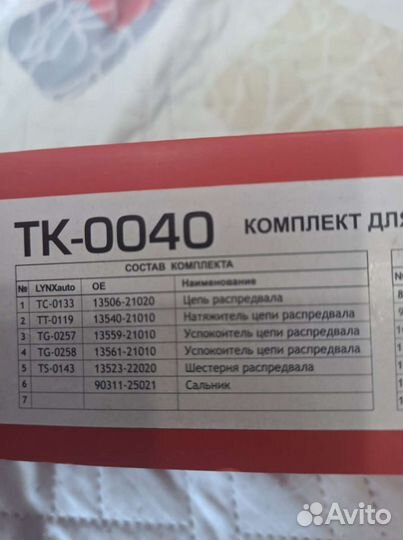 TK-0040 КОМПЛЕКТ ДЛЯ
СОСТАВ КОМПЛЕКТА
№ LYNXauto OE Наименование
1 TC-0133 13506-21020 Цепь распредвала
2 TT-0119 13540-21010 Натяжитель цепи распредвала
3 TG-0257 13559-21010 Успокоитель цепи распредвала
4 TG-0258 13561-21010 Успокоитель цепи распредвала
5 TS-0143 13523-22020 Шестерня распредвала
6 90311-25021 Сальник
7
Avito